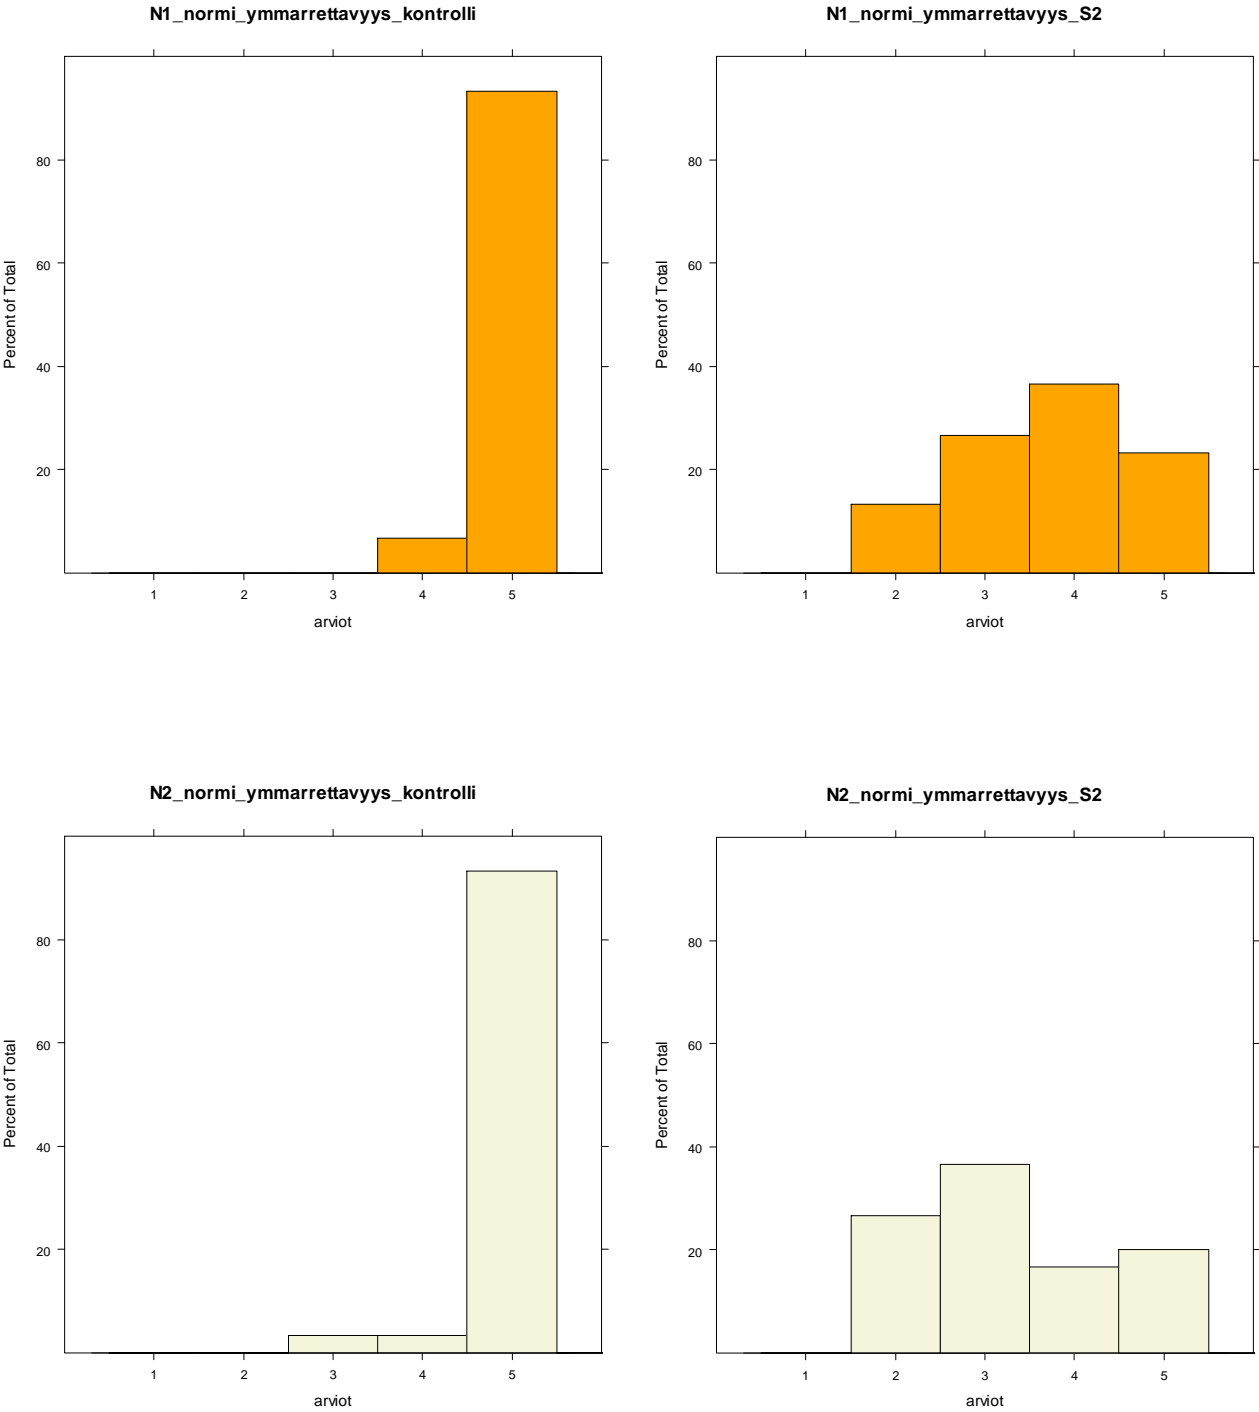 N1_normi_ymmarrettavyys_kontrolli
Percent of Total
80
60
40
20
1 2 3 4 5
arviot
N1_normi_ymmarrettavyys_S2
Percent of Total
80
60
40
20
1 2 3 4 5
arviot
N2_normi_ymmarrettavyys_kontrolli
Percent of Total
80
60
40
20
1 2 3 4 5
arviot
N2_normi_ymmarrettavyys_S2
Percent of Total
80
60
40
20
1 2 3 4 5
arviot